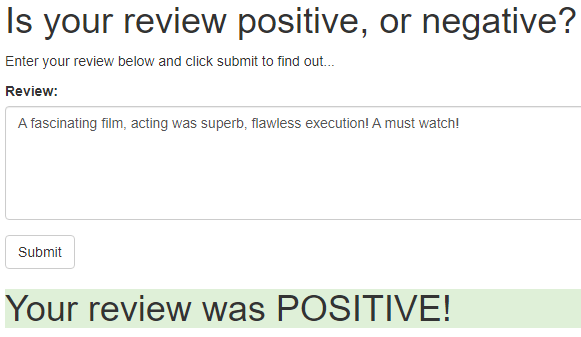 Is your review positive, or negative?
Enter your review below and click submit to find out...
Review:
A fascinating film, acting was superb, flawless execution! A must watch!
Submit
Your review was POSITIVE!